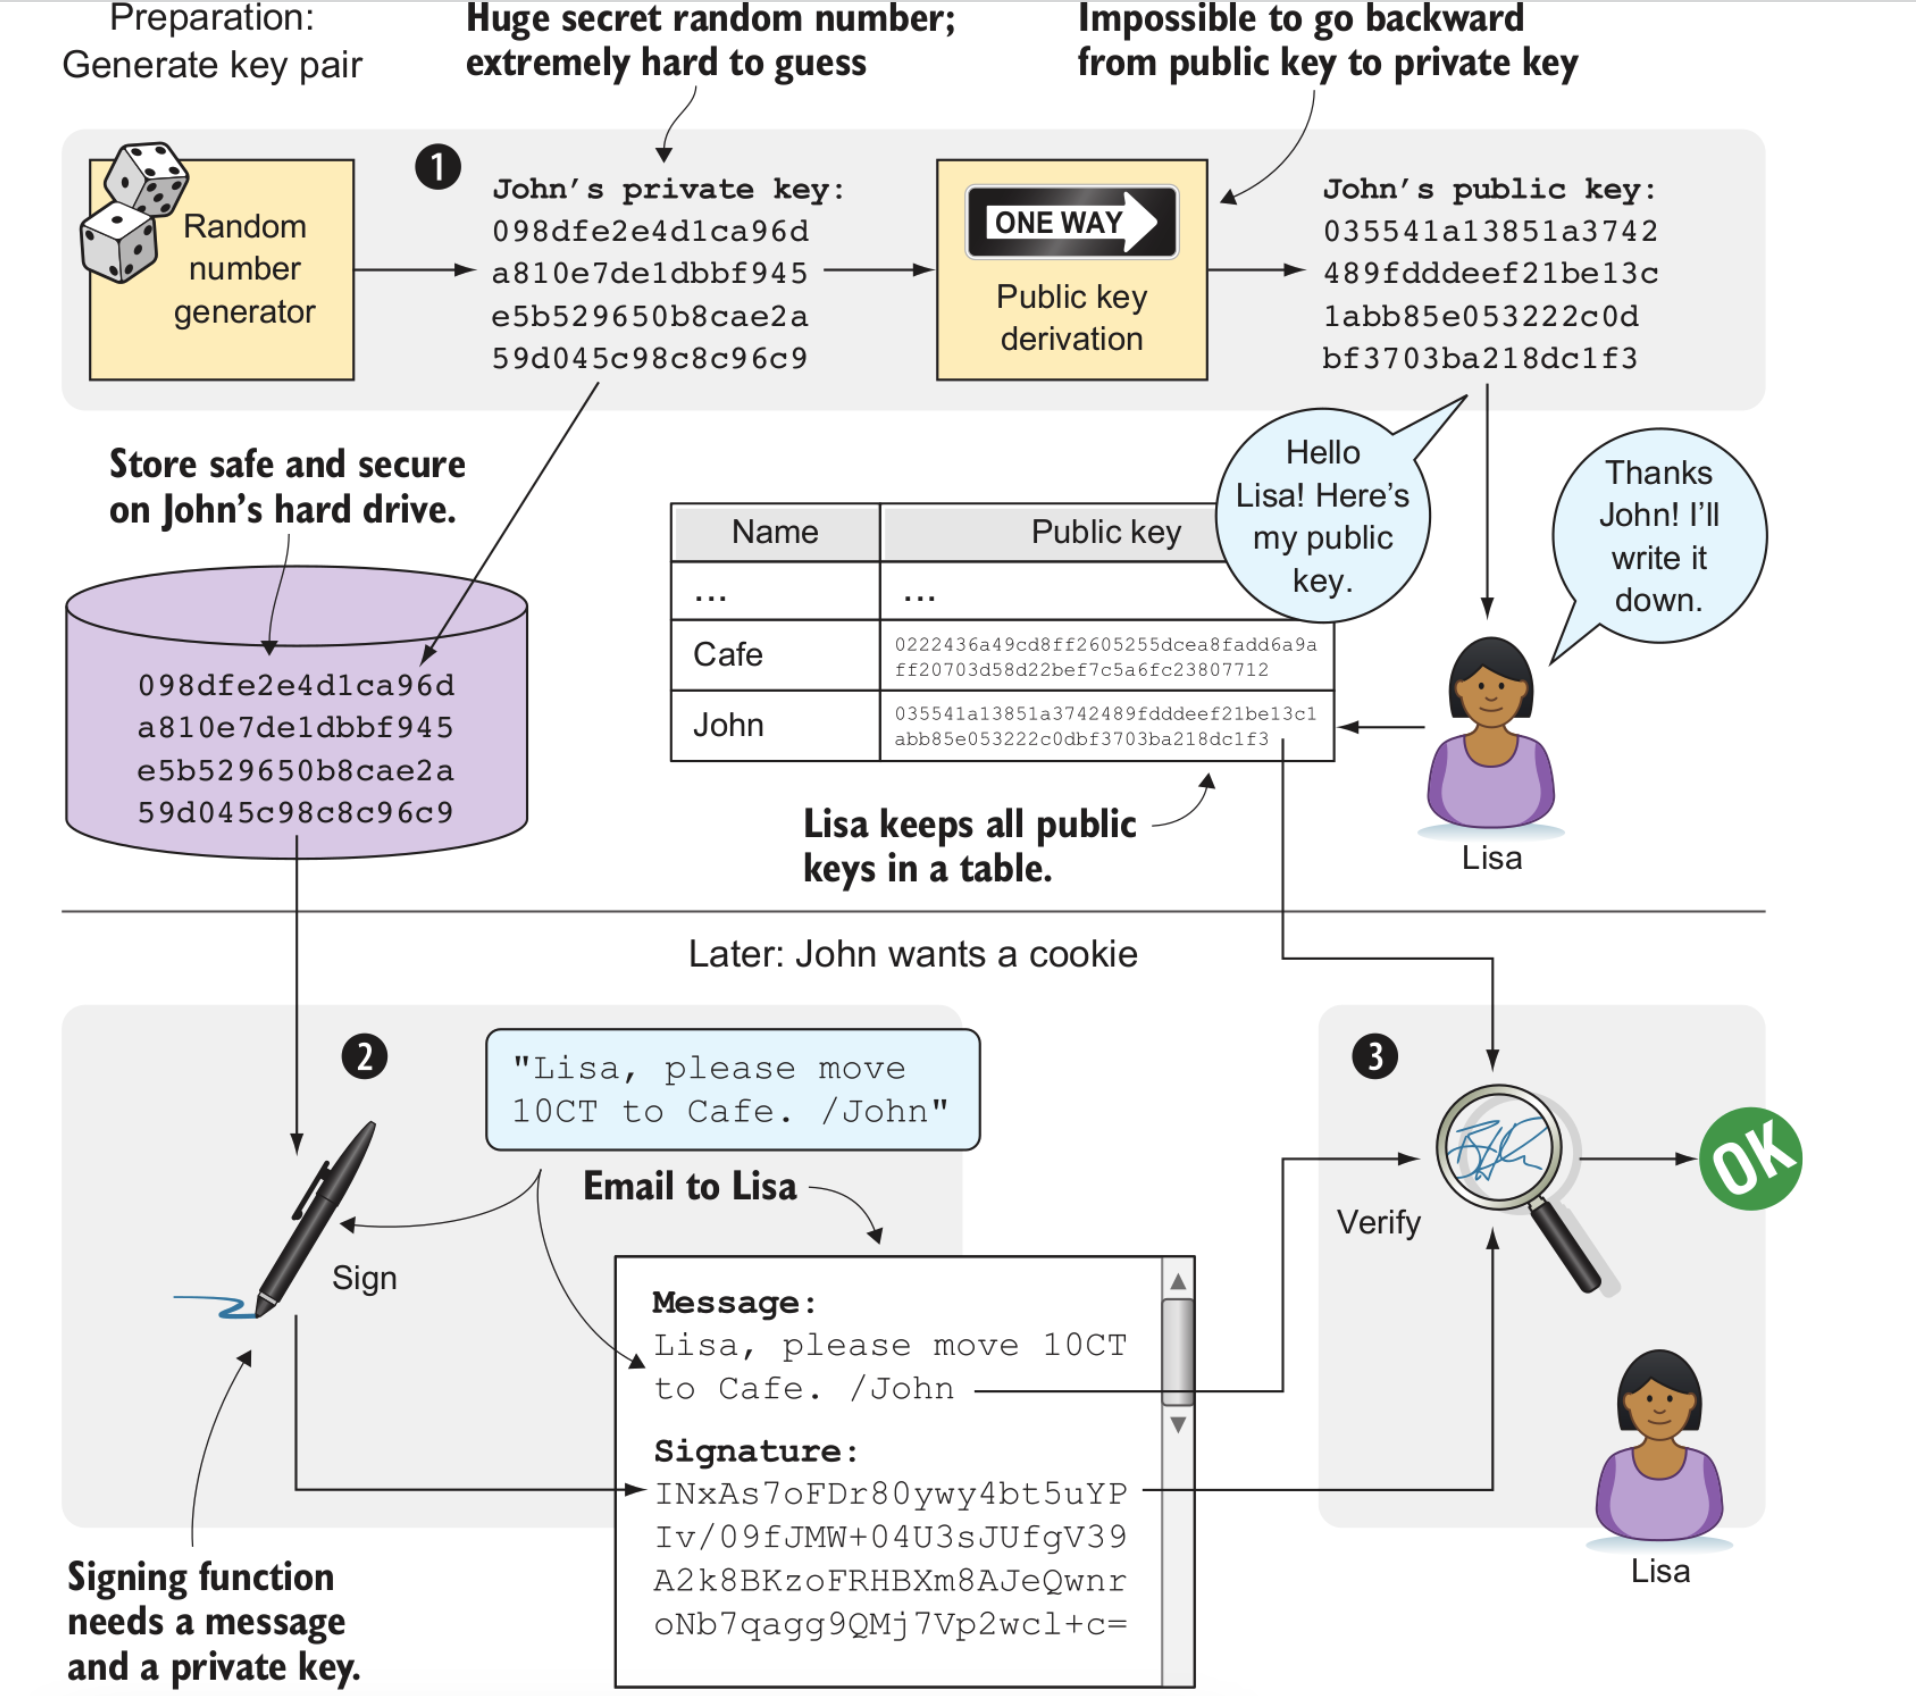 Preparation:
Generate key pair
Huge secret random number;
extremely hard to guess
Impossible to go backward
from public key to private key
Random
number
generator
1
John's private key:
098dfe2e4d1ca96d
a810e7de1dbbf945
e5b529650b8cae2a
59d045c98c8c96c9
ONE WAY
Public key
derivation
John's public key:
035541a13851a3742
489fdddeef21be13c
1abb85e053222c0d
bf3703ba218dc1f3
Store safe and secure
on John's hard drive.
098dfe2e4d1ca96d
a810e7de1dbbf945
e5b529650b8cae2a
59d045c98c8c96c9
Name Public key
... ...
Cafe
0222436a49cd8ff2605255dcea8fadd6a9a
ff20703d58d22bef7c5a6fc23807712
John
035541a13851a3742489fdddeef21be13c1
abb85e053222c0dbf3703ba218dc1f3
Hello
Lisa! Here's
my public
key.
Thanks
John! I'll
write it
down.
Lisa
Lisa keeps all public
keys in a table.
Later: John wants a cookie
2
"Lisa, please move
10CT to Cafe. /John"
Sign
Email to Lisa
Message:
Lisa, please move 10CT
to Cafe. /John
Signature:
INxAs7oFDr80ywy4bt5uYP
Iv/09fJMW+04U3sJUfgV39
A2k8BKzoFRHBXm8AJeQwnr
oNb7qagg9QMj7Vp2wcl+c=
Signing function
needs a message
and a private key.
3
Verify
OK
Lisa